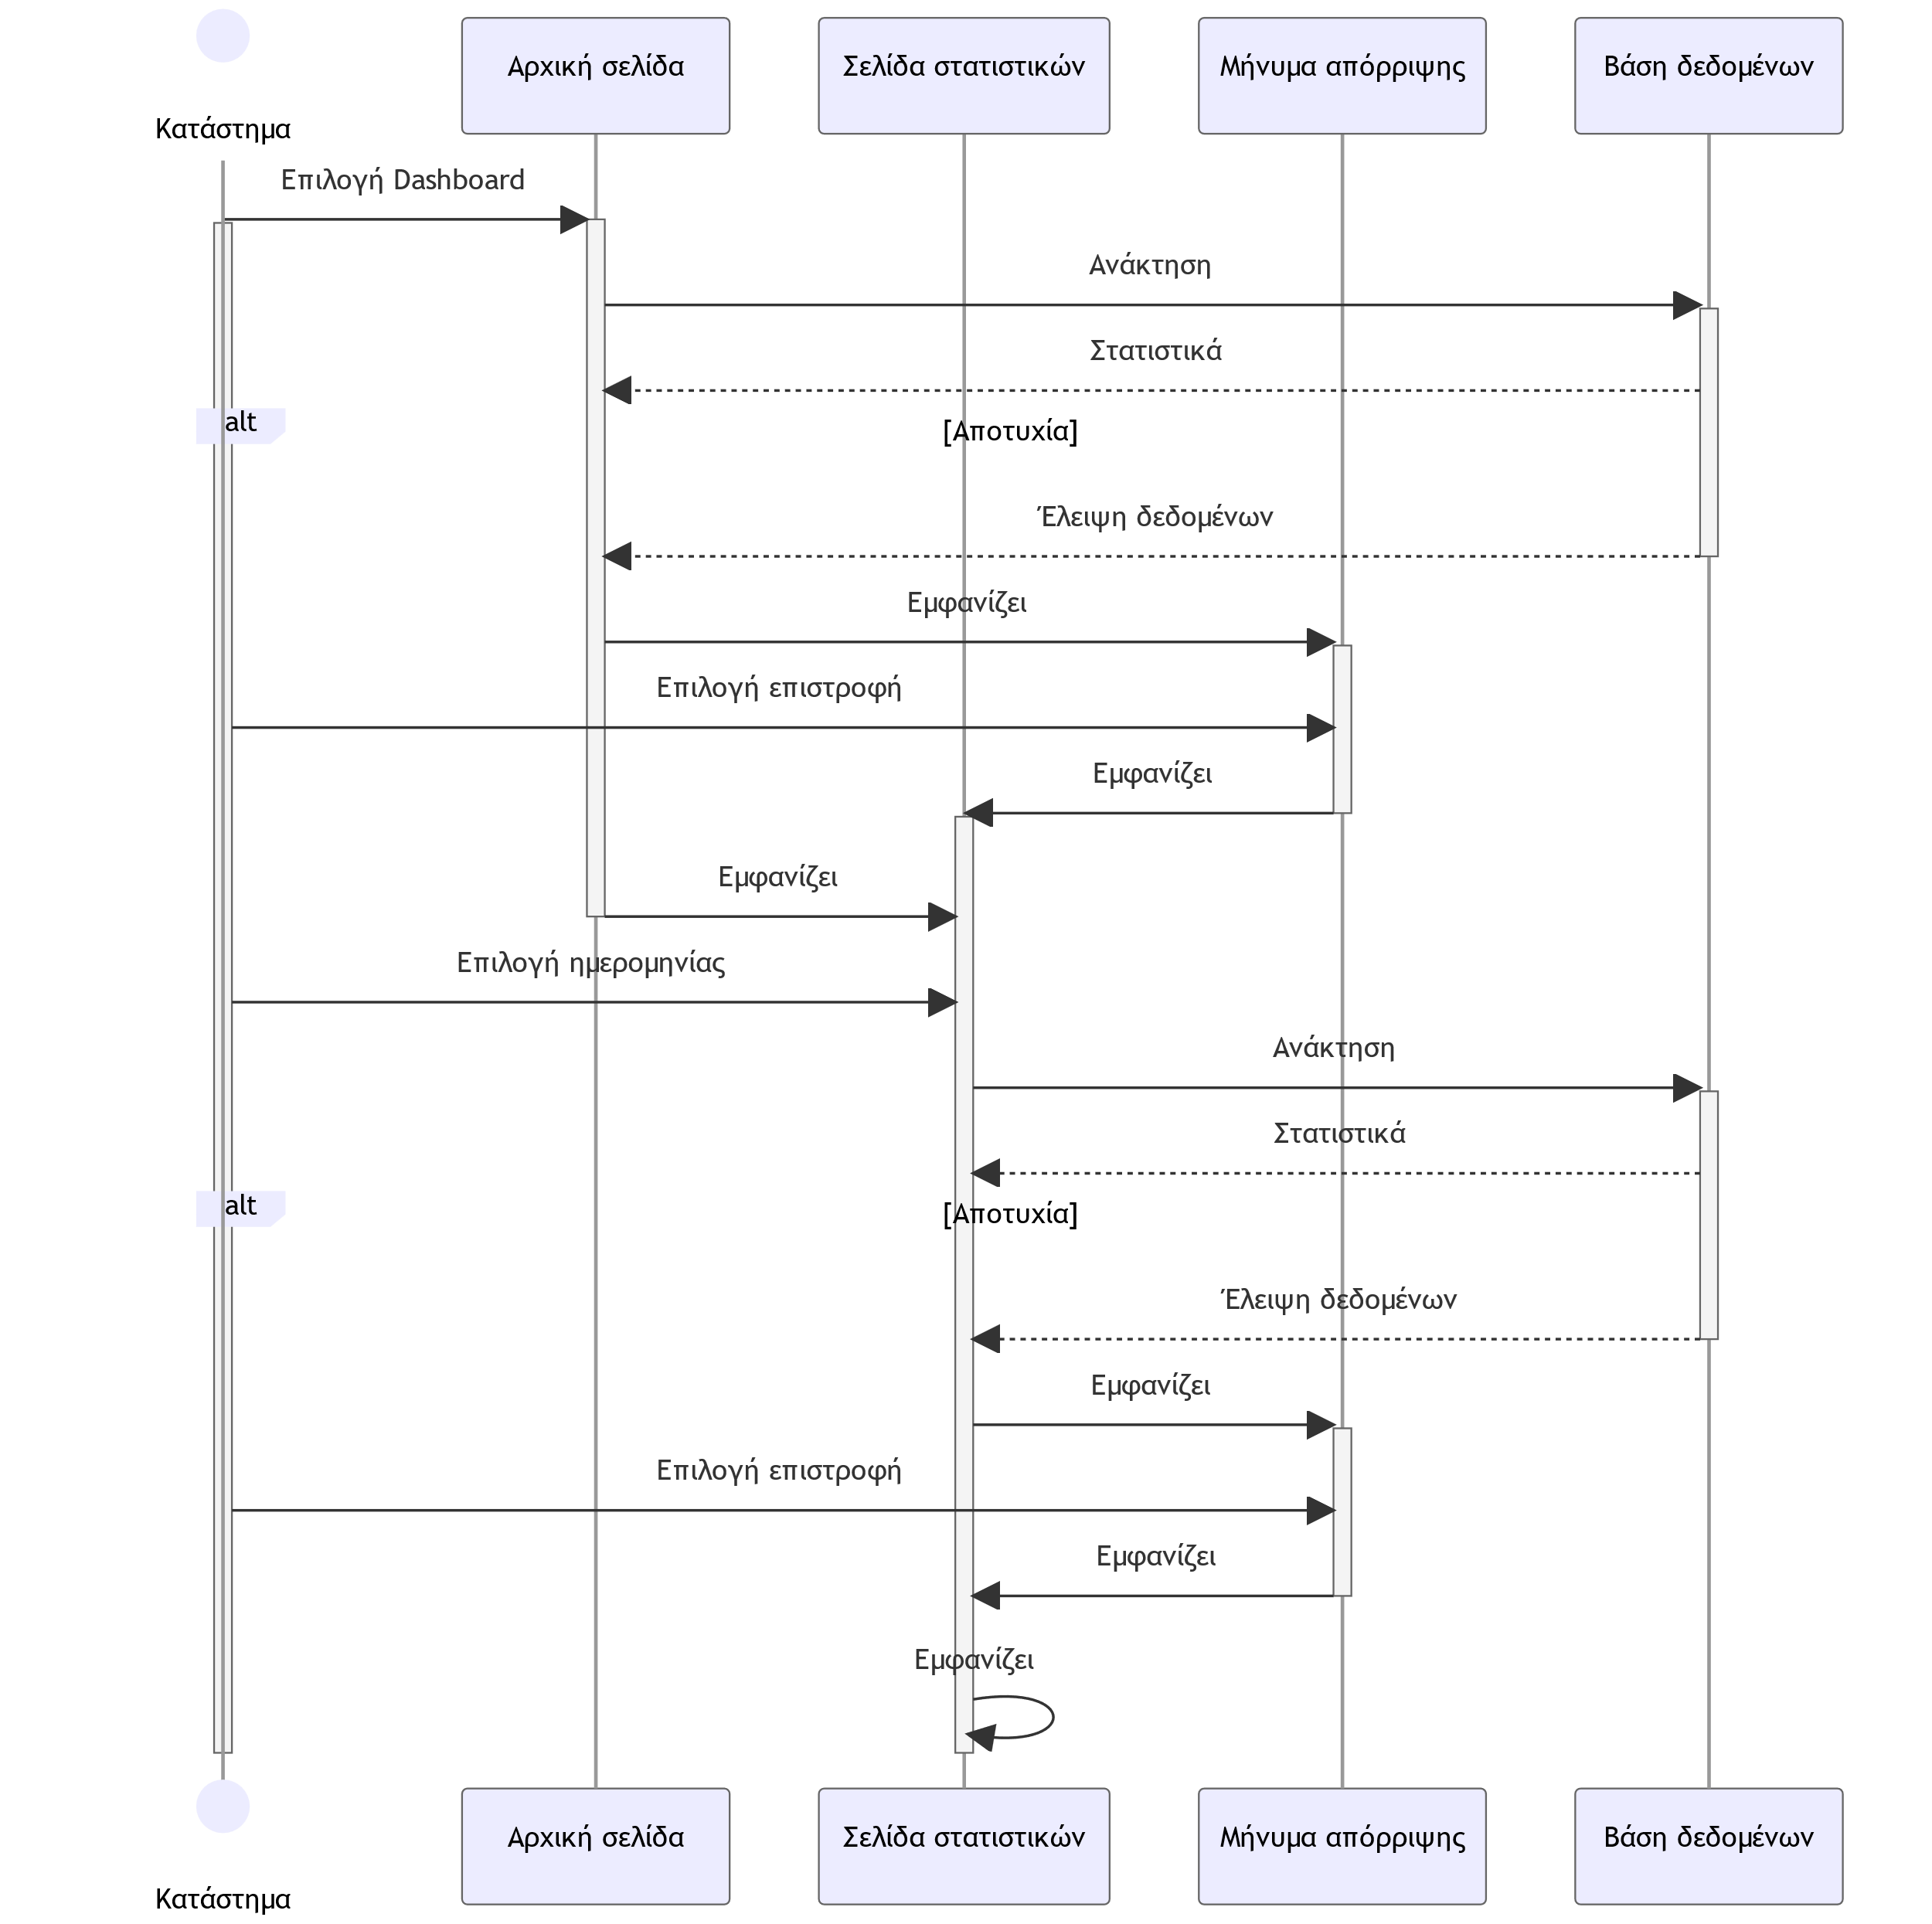 Αρχική σελίδα
Σελίδα στατιστικών
Μήνυμα απόρριψης
Βάση δεδομένων
Κατάστημα
Επιλογή Dashboard
Ανάκτηση
Στατιστικά
alt
[Αποτυχία]
Έλειψη δεδομένων
Εμφανίζει
Επιλογή επιστροφή
Εμφανίζει
Εμφανίζει
Επιλογή ημερομηνίας
Ανάκτηση
Στατιστικά
alt
[Αποτυχία]
Έλειψη δεδομένων
Εμφανίζει
Επιλογή επιστροφή
Εμφανίζει
Εμφανίζει
Αρχική σελίδα
Σελίδα στατιστικών
Μήνυμα απόρριψης
Βάση δεδομένων
Κατάστημα